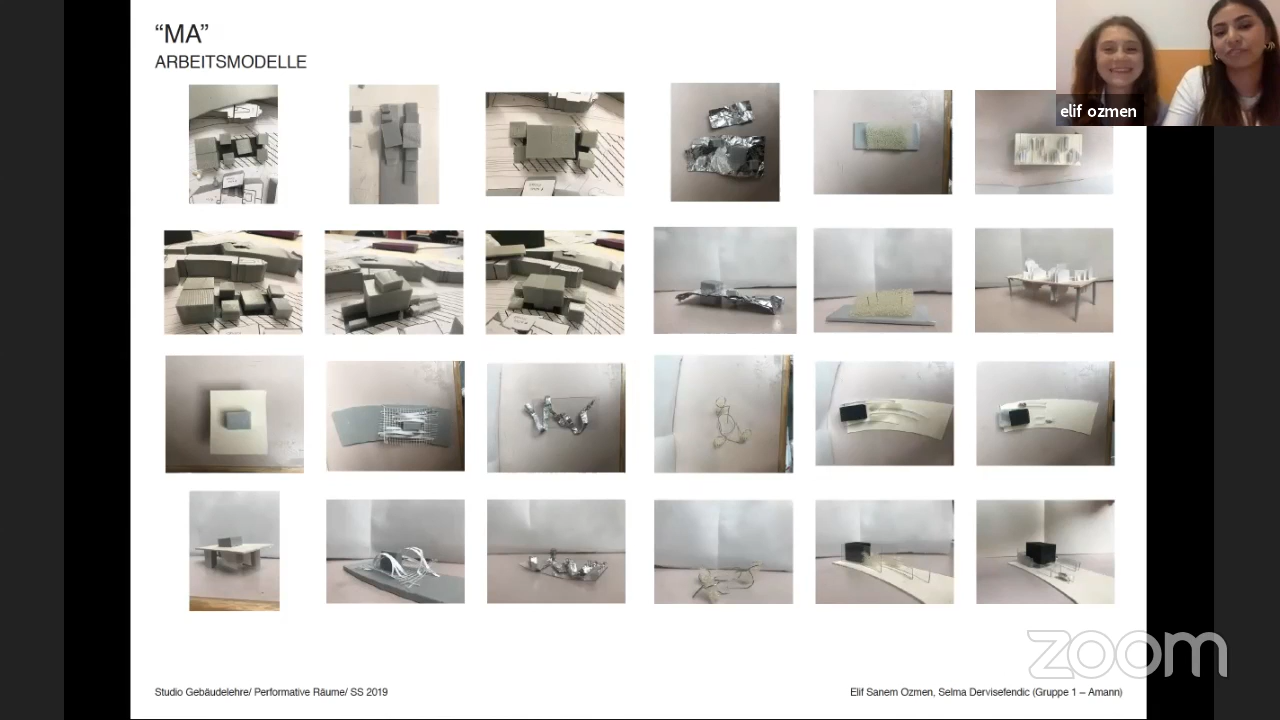 “MA”
ARBEITSMODELLE
elif ozmen
zoom
Studio Gebäudelehre/ Performative Räume/ SS 2019
Elif Sanem Ozmen, Selma Dervisefendic (Gruppe 1 – Amann)